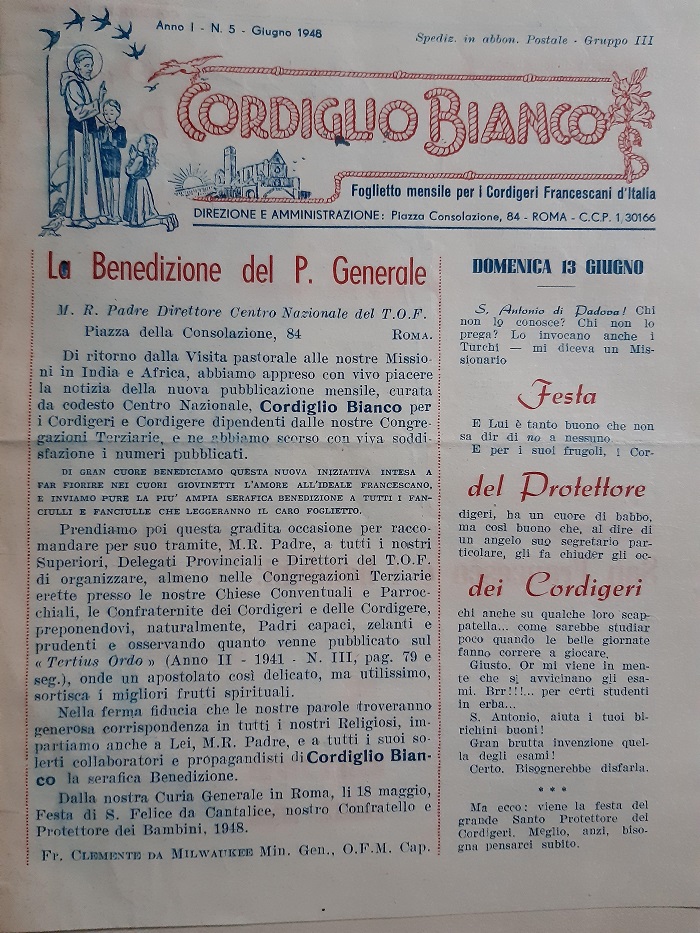 Anno I - N. 5 - Giugno 1948
Spediz. in abbon. Postale - Gruppo III
CORDIGLIO BIANCO
Foglietto mensile per i Cordigeri Francescani d'Italia
DIREZIONE E AMMINISTRAZIONE: Piazza Consolazione, 84 - ROMA - C.C.P. 1/30166
La Benedizione del P. Generale
M. R. Padre Direttore Centro Nazionale del T.O.F.
Piazza della Consolazione, 84 ROMA.
Di ritorno dalla Visita pastorale alle nostre Missio-
ni in India e Africa, abbiamo appreso con vivo piacere
la notizia della nuova pubblicazione mensile, curata
da codesto Centro Nazionale, Cordiglio Bianco per
i Cordigeri e Cordigere dipendenti dalle nostre Congre-
gazioni Terziarie, e ne abbiamo scorso con viva soddi-
sfazione i numeri pubblicati.
DI GRAN CUORE BENEDICIAMO QUESTA NUOVA INIZIATIVA INTESA A
FAR FIORIRE NEI CUORI GIOVINETTI L'AMORE ALL'IDEALE FRANCESCANO,
E INVIAMO PURE LA PIU' AMPIA SERAFICA BENEDIZIONE A TUTTI I FAN-
CIULLI E FANCIULLE CHE LEGGERANNO IL CARO FOGLIETTO.
Prendiamo poi questa gradita occasione per racco-
mandare per suo tramite, M.R. Padre, a tutti i nostri
Superiori, Delegati Provinciali e Direttori del T.O.F.
di organizzare, almeno nelle Congregazioni Terziarie
erette presso le nostre Chiese Conventuali e Parroc-
chiali, le Confraternite dei Cordigeri e delle Cordigere,
preponendovi, naturalmente, Padri capaci, zelanti e
prudenti e osservando quanto venne pubblicato sul
« Tertius Ordo » (Anno II - 1941 - N. III, pag. 79 e
seg.), onde un apostolato così delicato, ma utilissimo,
sortisca i migliori frutti spirituali.
Nella ferma fiducia che le nostre parole troveranno
generosa corrispondenza in tutti i nostri Religiosi, im-
partiamo anche a Lei, M.R. Padre, e a tutti i suoi so-
lerti collaboratori e propagandisti di Cordiglio Bian-
co la serafica Benedizione.
Dalla nostra Curia Generale in Roma, li 18 maggio,
Festa di S. Felice da Cantalice, nostro Confratello e
Protettore dei Bambini, 1948.
Fr. CLEMENTE DA MILWAUKEE Min. Gen., O.F.M. Cap.
DOMENICA 13 GIUGNO
S. Antonio di Padova! Chi
non lo conosce? Chi non lo
prega? Lo invocano anche i
Turchi — mi diceva un Mis-
sionario
Festa
E Lui è tanto buono che non
sa dir di no a nessuno
E per i suoi frugoli, i Cor-
del Protettore
digeri, ha un cuore di babbo,
ma così buono che, al dire di
un angelo suo segretario par-
ticolare, gli fa chiuder gli oc-
dei Cordigeri
chi anche su qualche loro scap-
patella... come sarebbe studiar
poco quando le belle giornate
fanno correre a giocare.
Giusto. Or mi viene in men-
te che si avvicinano gli esa-
mi. Brr!!!... per certi studenti
in erba...
S. Antonio, aiuta i tuoi bi-
richini buoni!
Gran brutta invenzione quel-
la degli esami!
Certo. Bisognerebbe disfarla.
* * *
Ma ecco: viene la festa del
grande Santo Protettore dei
Cordigeri. Meglio, anzi, biso-
gna pensarci subito.